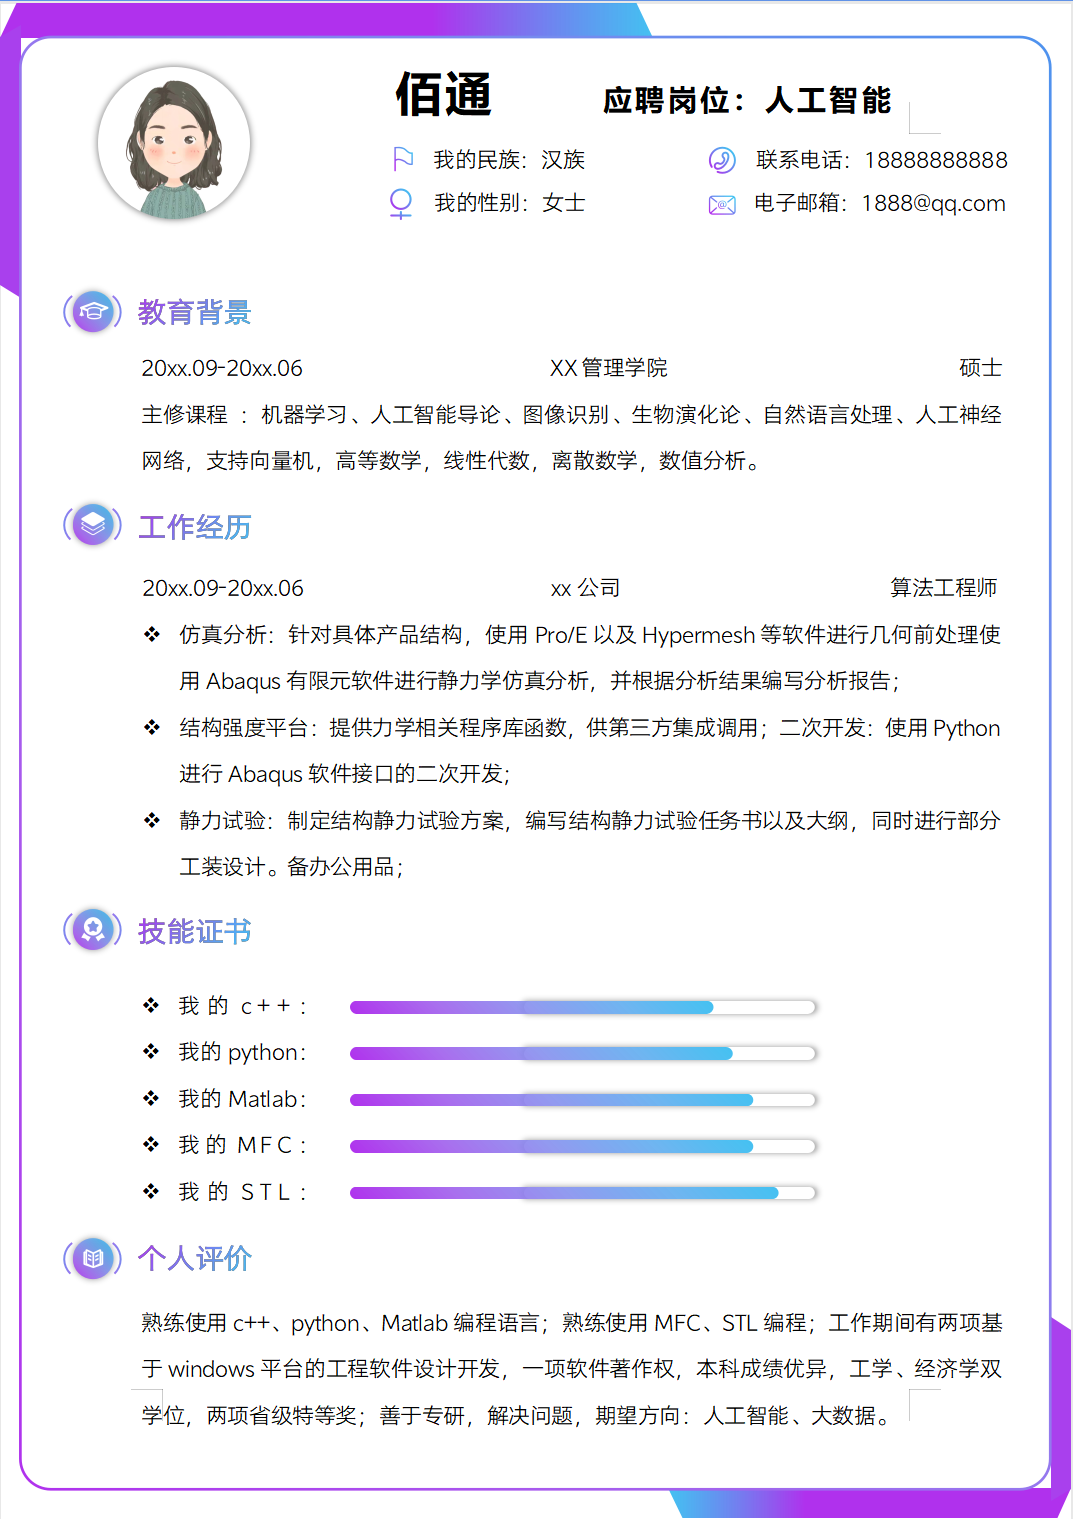 佰通 应聘岗位：人工智能
我的民族：汉族 联系电话：18888888888
我的性别：女士 电子邮箱：1888@qq.com
教育背景
20xx.09-20xx.06 XX 管理学院 硕士
主修课程 ：机器学习、人工智能导论、图像识别、生物演化论、自然语言处理、人工神经
网络，支持向量机，高等数学，线性代数，离散数学，数值分析。
工作经历
20xx.09-20xx.06 xx 公司 算法工程师
❖ 仿真分析：针对具体产品结构，使用 Pro/E 以及 Hypermesh 等软件进行几何前处理使
用 Abaqus 有限元软件进行静力学仿真分析，并根据分析结果编写分析报告；
❖ 结构强度平台：提供力学相关程序库函数，供第三方集成调用；二次开发：使用 Python
进行 Abaqus 软件接口的二次开发；
❖ 静力试验：制定结构静力试验方案，编写结构静力试验任务书以及大纲，同时进行部分
工装设计。备办公用品；
技能证书
❖ 我的 c++：
❖ 我的 python：
❖ 我的 Matlab：
❖ 我的 MFC：
❖ 我的 STL：
个人评价
熟练使用 c++、python、Matlab 编程语言；熟练使用 MFC、STL 编程；工作期间有两项基
于 windows 平台的工程软件设计开发，一项软件著作权，本科成绩优异，工学、经济学双
学位，两项省级特等奖；善于专研，解决问题，期望方向：人工智能、大数据。